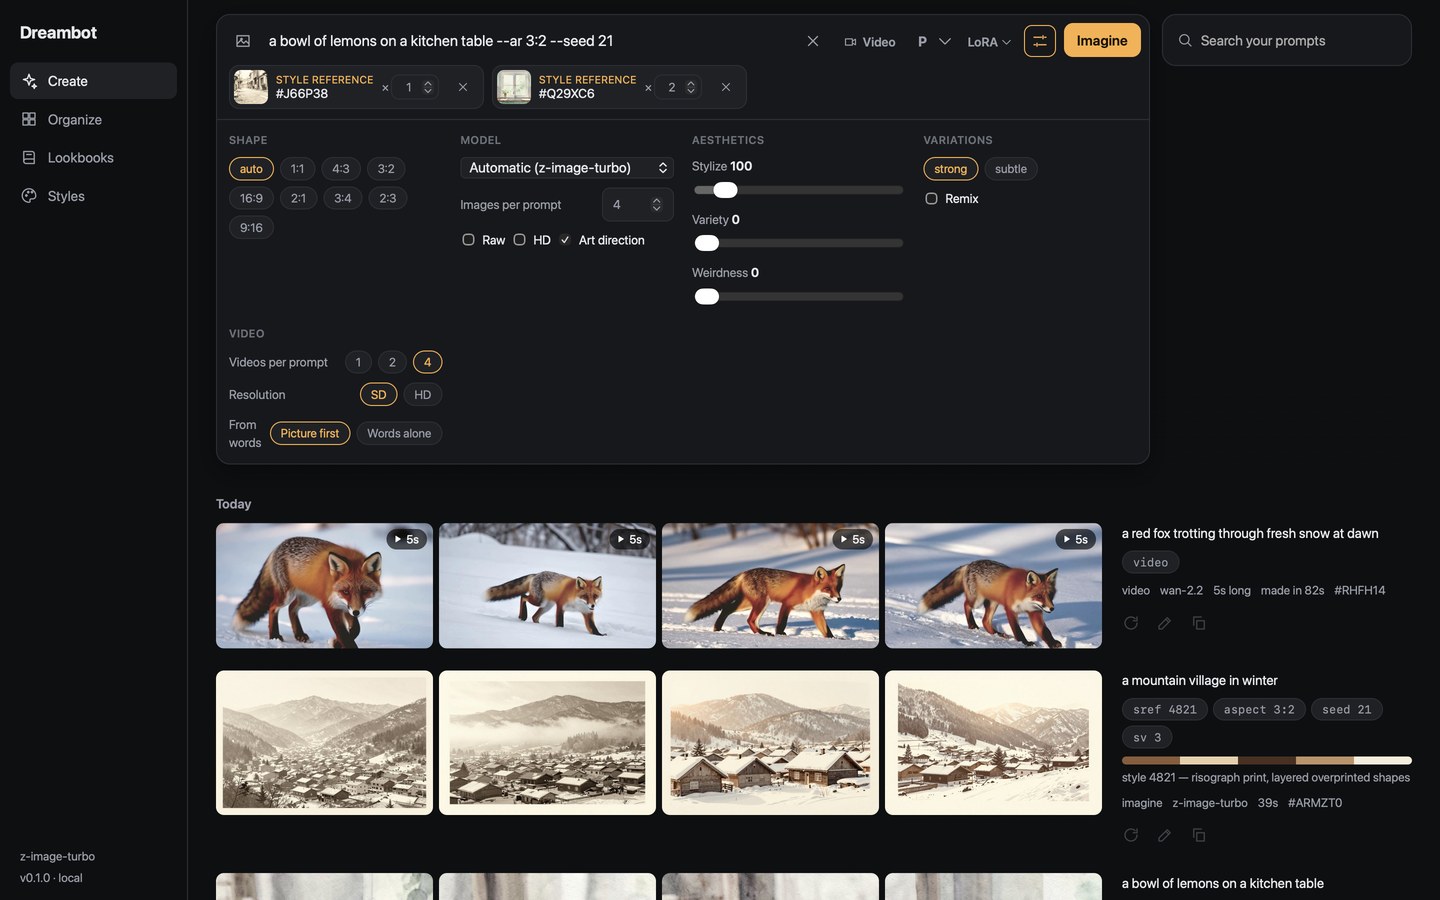 Dreambot
Create
Organize
Lookbooks
Styles
z-image-turbo
v0.1.0 · local
a bowl of lemons on a kitchen table --ar 3:2 --seed 21
Video
P
LoRA
Imagine
Search your prompts
STYLE REFERENCE
#J66P38
× 1
STYLE REFERENCE
#Q29XC6
× 2
SHAPE
auto 1:1 4:3 3:2
16:9 2:1 3:4 2:3
9:16
MODEL
Automatic (z-image-turbo)
Images per prompt 4
Raw HD Art direction
AESTHETICS
Stylize 100
Variety 0
Weirdness 0
VARIATIONS
strong subtle
Remix
VIDEO
Videos per prompt 1 2 4
Resolution SD HD
From words Picture first Words alone
Today
5s 5s 5s 5s
a red fox trotting through fresh snow at dawn
video
video wan-2.2 5s long made in 82s #RHFH14
a mountain village in winter
sref 4821 aspect 3:2 seed 21
sv 3
style 4821 — risograph print, layered overprinted shapes
imagine z-image-turbo 39s #ARMZT0
a bowl of lemons on a kitchen table